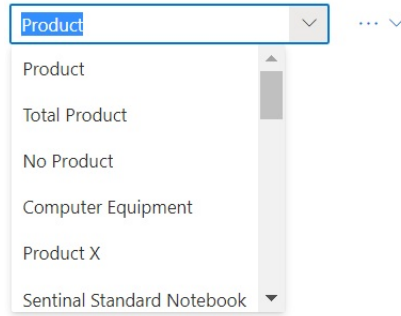 Product
Product
Total Product
No Product
Computer Equipment
Product X
Sentinal Standard Notebook